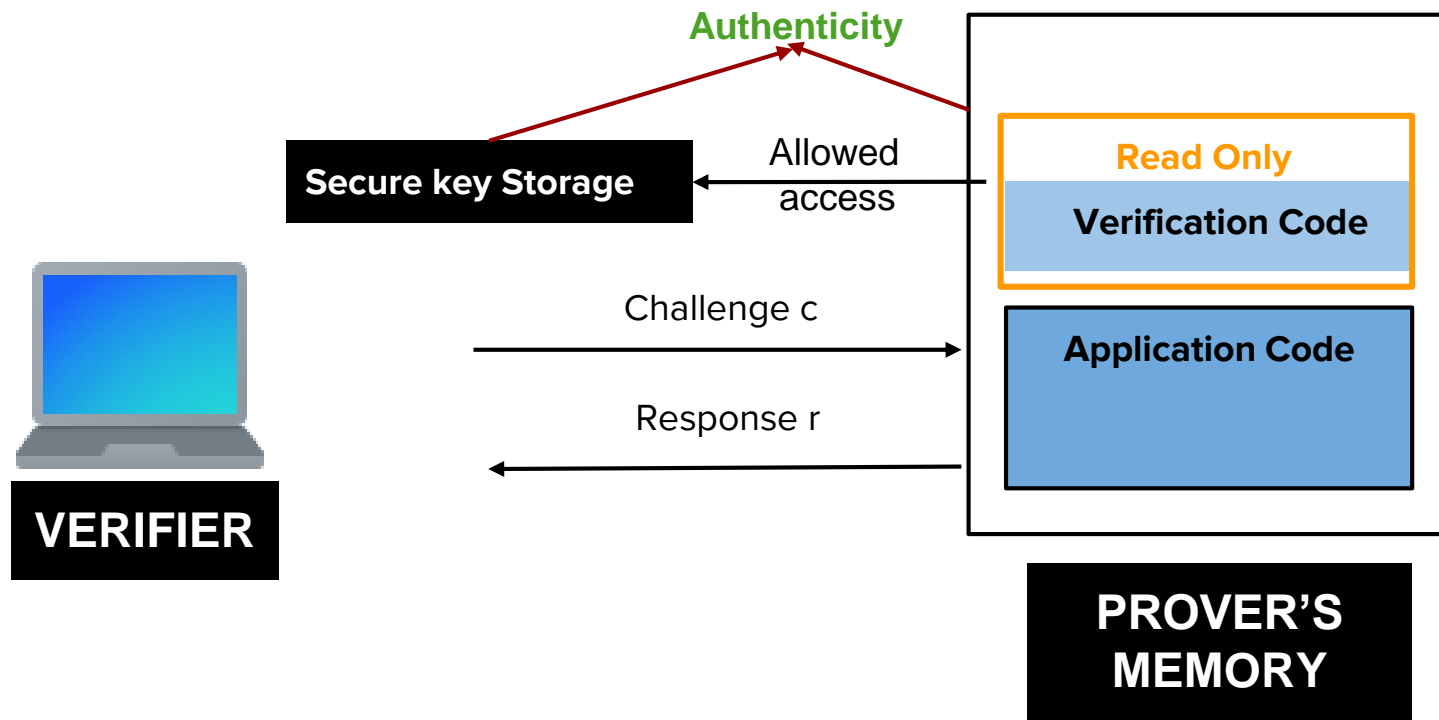 Authenticity
Secure key Storage
Allowed
access
Read Only
Verification Code
Challenge c
Application Code
Response r
VERIFIER
PROVER’S
MEMORY